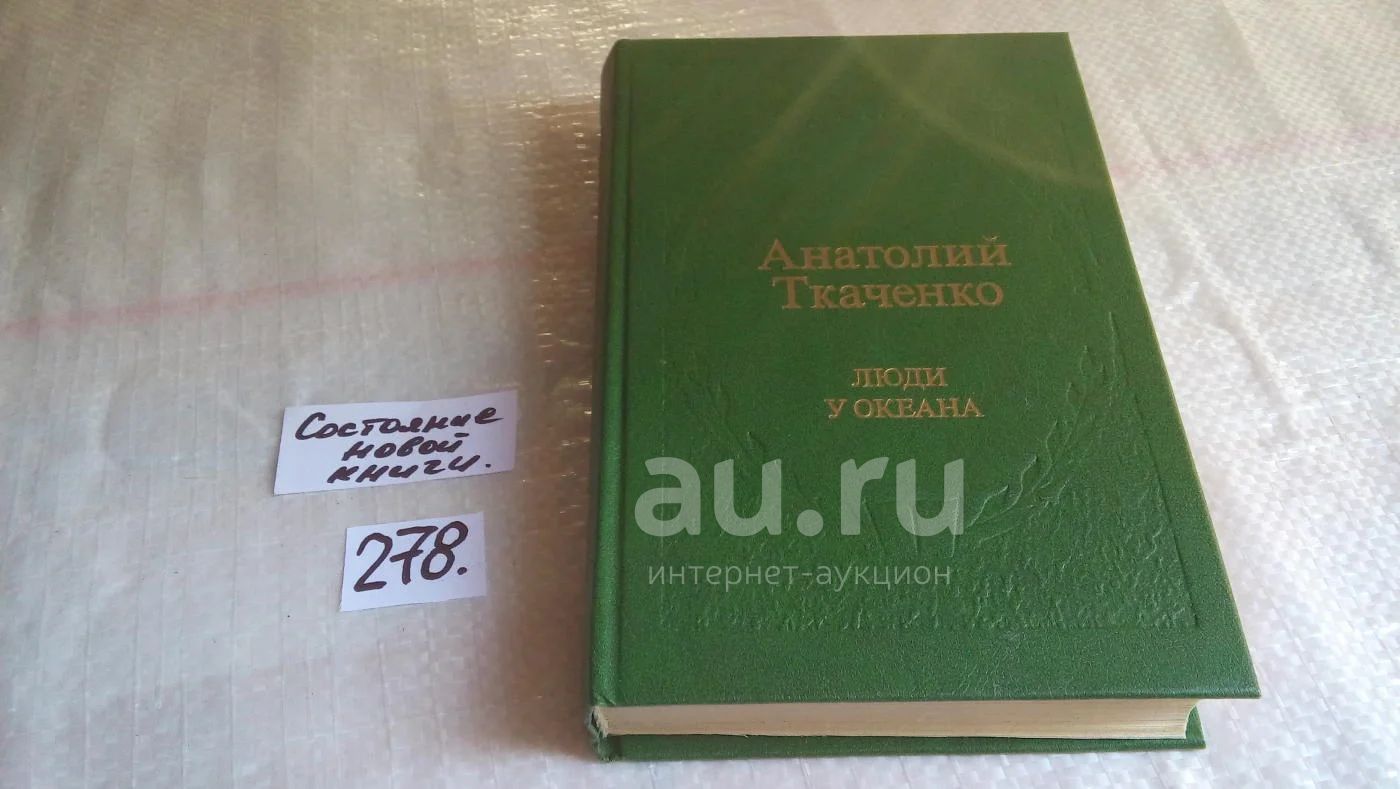 Анатолий
Ткаченко
ЛЮДИ
У ОКЕАНА
Состояние
новой
книги.
278.
au.ru
интернет-аукцион